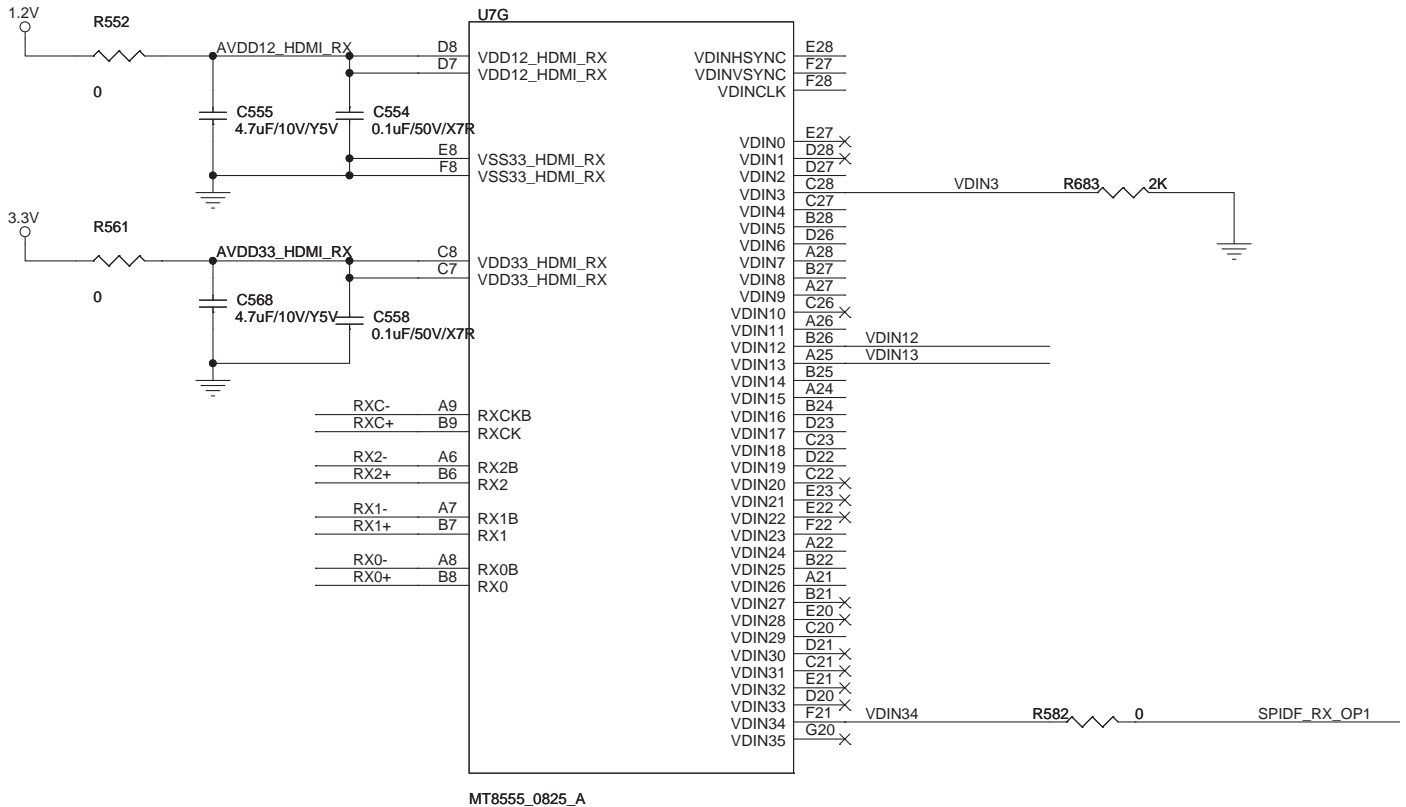 1.2V
R552
0
AVDD12_HDMI_RX
C555
4.7uF/10V/Y5V
C554
0.1uF/50V/X7R
3.3V
R561
0
AVDD33_HDMI_RX
C568
4.7uF/10V/Y5V
C558
0.1uF/50V/X7R
U7G
D8 VDD12_HDMI_RX
D7 VDD12_HDMI_RX
E8 VSS33_HDMI_RX
F8 VSS33_HDMI_RX
C8 VDD33_HDMI_RX
C7 VDD33_HDMI_RX
RXC- A9 RXCKB
RXC+ B9 RXCK
RX2- A6 RX2B
RX2+ B6 RX2
RX1- A7 RX1B
RX1+ B7 RX1
RX0- A8 RX0B
RX0+ B8 RX0
VDINHSYNC E28
VDINVSYNC F27
VDINCLK F28
VDIN0 E27
VDIN1 D28
VDIN2 D27
VDIN3 C28 VDIN3 R683 2K
VDIN4 C27
VDIN5 B28
VDIN6 D26
VDIN7 A28
VDIN8 B27
VDIN9 A27
VDIN10 C26
VDIN11 A26
VDIN12 B26 VDIN12
VDIN13 A25 VDIN13
VDIN14 B25
VDIN15 A24
VDIN16 B24
VDIN17 D23
VDIN18 C23
VDIN19 D22
VDIN20 C22
VDIN21 E23
VDIN22 E22
VDIN23 F22
VDIN24 A22
VDIN25 B22
VDIN26 A21
VDIN27 B21
VDIN28 E20
VDIN29 C20
VDIN30 D21
VDIN31 C21
VDIN32 E21
VDIN33 D20
VDIN34 F21 VDIN34 R582 0 SPIDF_RX_OP1
VDIN35 G20
MT8555_0825_A